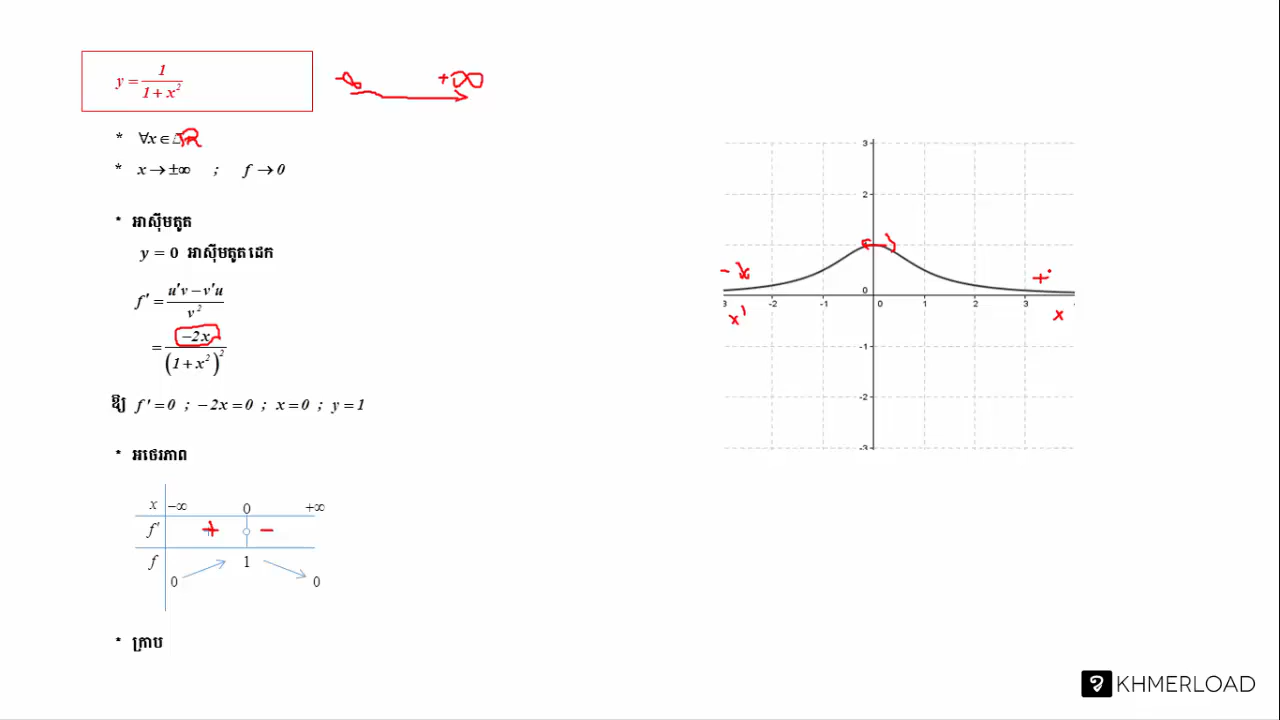 y = 1 / (1 + x²)
-∞ +∞
* ∀x ∈ ℝ
* x → ±∞ ; f → 0
* អាស៊ីមតូត
y = 0 អាស៊ីមតូតដេក
f' = (u'v − v'u) / v²
= −2x / (1 + x²)²
ឱ្យ f' = 0 ; −2x = 0 ; x = 0 ; y = 1
* អថេរភាព
x −∞ 0 +∞
f' + −
f 0 1 0
* ក្រាប
3
2
0
3 -2 -1 0 1 2 3
-1
-2
-3
- x +
x' x
KHMERLOAD